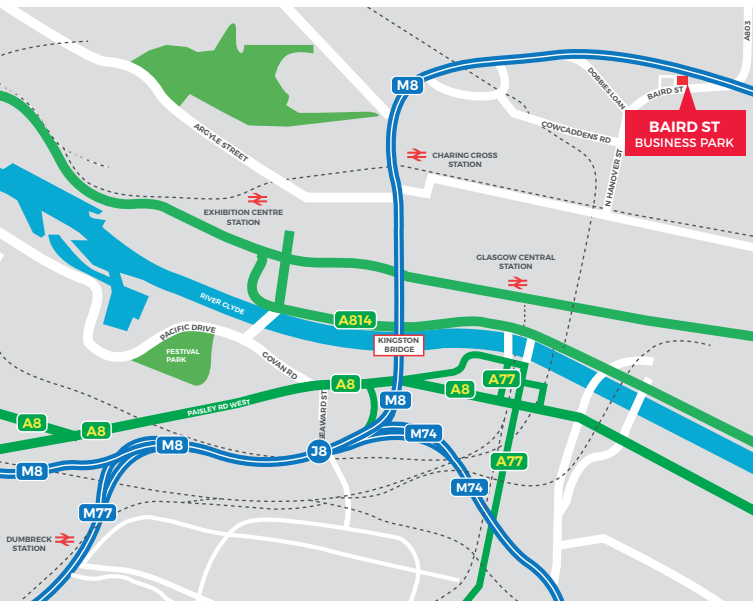 A803
M8
DOBBIES LOAN
BAIRD ST
BAIRD ST
BUSINESS PARK
COWCADDENS RD
ARGYLE STREET
CHARING CROSS
STATION
N HANOVER ST
EXHIBITION CENTRE
STATION
GLASGOW CENTRAL
STATION
RIVER CLYDE
A814
PACIFIC DRIVE
KINGSTON
BRIDGE
FESTIVAL
PARK
GOVAN RD
A77
A8
A8
M8
SEAWARD ST
PAISLEY RD WEST
A8
A8
M74
M8
J8
A77
M8
M74
M77
DUMBRECK
STATION